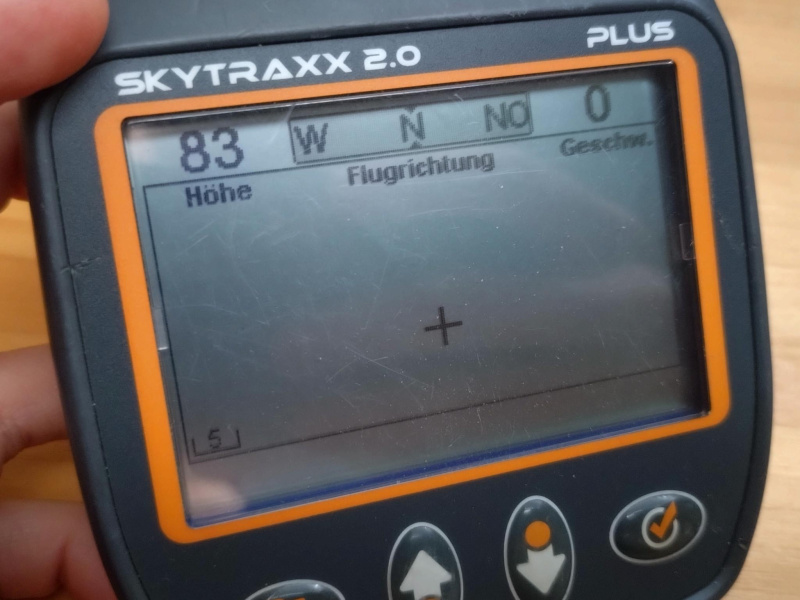 SKYTRAXX 2.0 PLUS
83 W N NO 0
Höhe Flugrichtung Geschw.
5